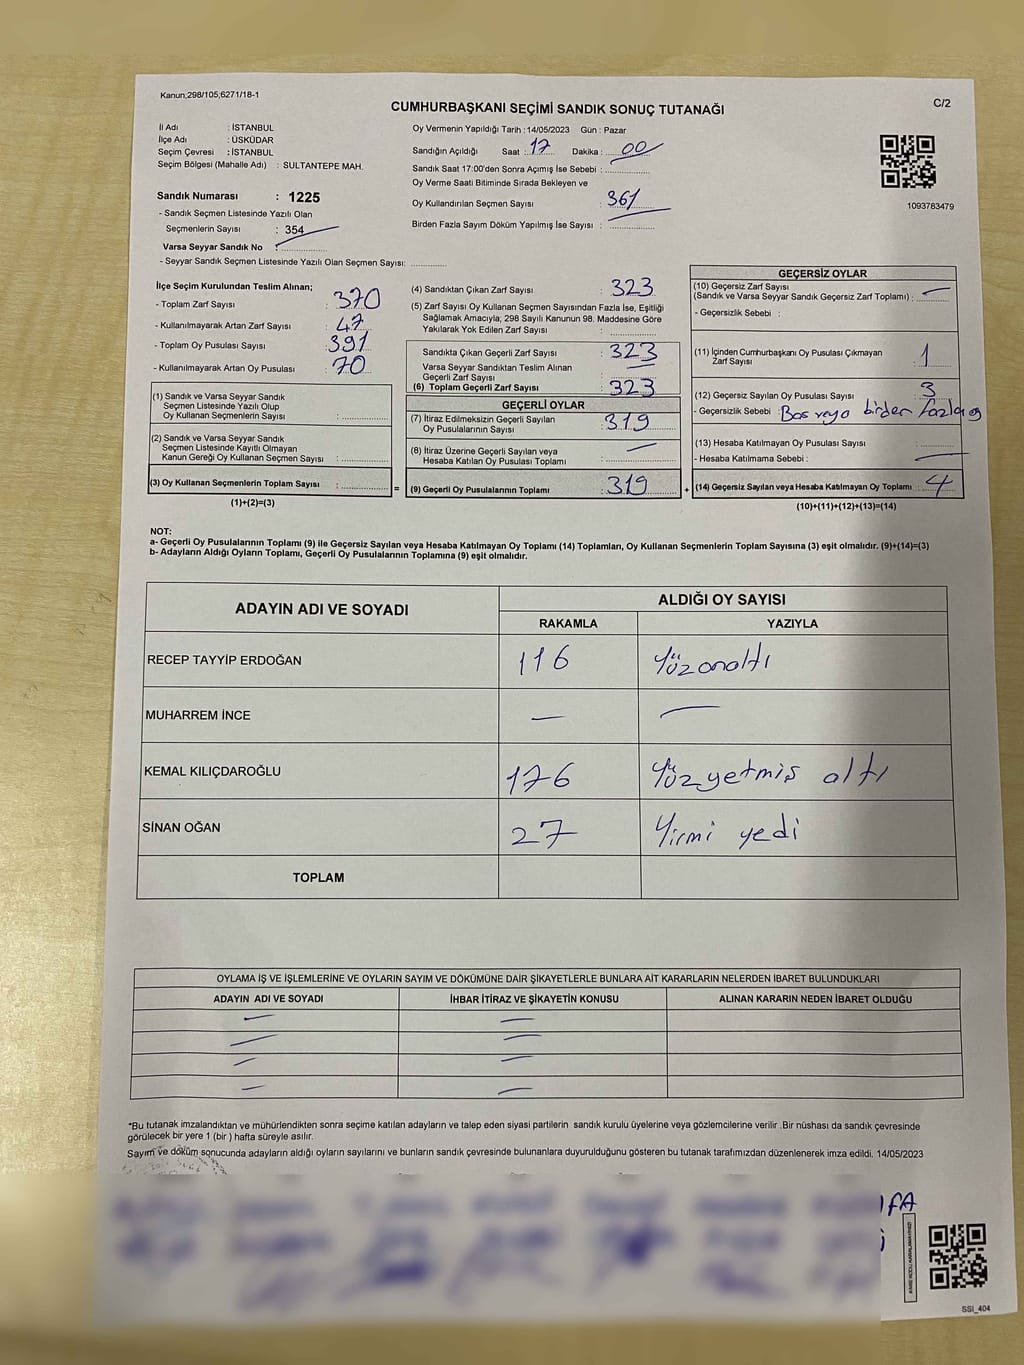 Kanun;298/105,6271/18-1
CUMHURBAŞKANI SEÇİMİ SANDIK SONUÇ TUTANAĞI
C/2
İl Adı : İSTANBUL
İlçe Adı : ÜSKÜDAR
Seçim Çevresi : İSTANBUL
Seçim Bölgesi (Mahalle Adı) : SULTANTEPE MAH.
Sandık Numarası : 1225
- Sandık Seçmen Listesinde Yazılı Olan
Seçmenlerin Sayısı : 354
Varsa Seyyar Sandık No :
- Seyyar Sandık Seçmen Listesinde Yazılı Olan Seçmen Sayısı:
Oy Vermenin Yapıldığı Tarih : 14/05/2023 Gün : Pazar
Sandığın Açıldığı Saat : 17 Dakika : 00
Sandık Saat 17:00'den Sonra Açımış İse Sebebi :
Oy Verme Saati Bitiminde Sırada Bekleyen ve
Oy Kullandırılan Seçmen Sayısı : 361
Birden Fazla Sayım Döküm Yapılmış İse Sayısı :
1093783479
İlçe Seçim Kurulundan Teslim Alınan;
- Toplam Zarf Sayısı : 370
- Kullanılmayarak Artan Zarf Sayısı : 47
- Toplam Oy Pusulası Sayısı : 391
- Kullanılmayarak Artan Oy Pusulası : 70
(1) Sandık ve Varsa Seyyar Sandık
Seçmen Listesinde Yazılı Olup
Oy Kullanan Seçmenlerin Sayısı :
(2) Sandık ve Varsa Seyyar Sandık
Seçmen Listesinde Kayıtlı Olmayan
Kanun Gereği Oy Kullanan Seçmen Sayısı :
(3) Oy Kullanan Seçmenlerin Toplam Sayısı :
(1)+(2)=(3)
(4) Sandıktan Çıkan Zarf Sayısı : 323
(5) Zarf Sayısı Oy Kullanan Seçmen Sayısından Fazla İse, Eşitliği
Sağlamak Amacıyla; 298 Sayılı Kanunun 98. Maddesine Göre
Yakılarak Yok Edilen Zarf Sayısı :
Sandıkta Çıkan Geçerli Zarf Sayısı : 323
Varsa Seyyar Sandıktan Teslim Alınan
Geçerli Zarf Sayısı :
(6) Toplam Geçerli Zarf Sayısı : 323
GEÇERLİ OYLAR
(7) İtiraz Edilmeksizin Geçerli Sayılan
Oy Pusulalarının Sayısı : 319
(8) İtiraz Üzerine Geçerli Sayılan veya
Hesaba Katılan Oy Pusulası Toplamı :
= (9) Geçerli Oy Pusulalarının Toplamı : 319
GEÇERSİZ OYLAR
(10) Geçersiz Zarf Sayısı
(Sandık ve Varsa Seyyar Sandık Geçersiz Zarf Toplamı) :
- Geçersizlik Sebebi :
(11) İçinden Cumhurbaşkanı Oy Pusulası Çıkmayan
Zarf Sayısı : 1
(12) Geçersiz Sayılan Oy Pusulası Sayısı : 3
- Geçersizlik Sebebi : Boş veya birden fazla
(13) Hesaba Katılmayan Oy Pusulası Sayısı :
- Hesaba Katılmama Sebebi :
+ (14) Geçersiz Sayılan veya Hesaba Katılmayan Oy Toplamı : 4
(10)+(11)+(12)+(13)=(14)
NOT:
a- Geçerli Oy Pusulalarının Toplamı (9) ile Geçersiz Sayılan veya Hesaba Katılmayan Oy Toplamı (14) Toplamları, Oy Kullanan Seçmenlerin Toplam Sayısına (3) eşit olmalıdır. (9)+(14)=(3)
b- Adayların Aldığı Oyların Toplamı, Geçerli Oy Pusulalarının Toplamına (9) eşit olmalıdır.
ADAYIN ADI VE SOYADI
ALDIĞI OY SAYISI
RAKAMLA YAZIYLA
RECEP TAYYİP ERDOĞAN 116 Yüzonaltı
MUHARREM İNCE — —
KEMAL KILIÇDAROĞLU 176 Yüzyetmiş altı
SİNAN OĞAN 27 Yirmi yedi
TOPLAM
OYLAMA İŞ VE İŞLEMLERİNE VE OYLARIN SAYIM VE DÖKÜMÜNE DAİR ŞİKAYETLERLE BUNLARA AİT KARARLARIN NELERDEN İBARET BULUNDUKLARI
ADAYIN ADI VE SOYADI İHBAR İTİRAZ VE ŞİKAYETİN KONUSU ALINAN KARARIN NEDEN İBARET OLDUĞU
*Bu tutanak imzalandıktan ve mühürlendikten sonra seçime katılan adayların ve talep eden siyasi partilerin sandık kurulu üyelerine veya gözlemcilerine verilir .Bir nüshası da sandık çevresinde
görülecek bir yere 1 (bir ) hafta süreyle asılır.
Sayım ve döküm sonucunda adayların aldığı oyların sayılarını ve bunların sandık çevresinde bulunanlara duyurulduğunu gösteren bu tutanak tarafımızdan düzenlenerek imza edildi. 14/05/2023
FA
SSI_404